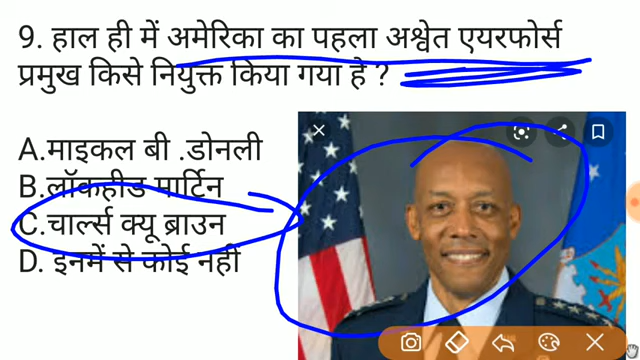 9. हाल ही में अमेरिका का पहला अश्वेत एयरफोर्स
प्रमुख किसे नियुक्त किया गया है ?
A.माइकल बी .डोनली
B.लॉकहीड मार्टिन
C.चार्ल्स क्यू ब्राउन
D. इनमें से कोई नहीं